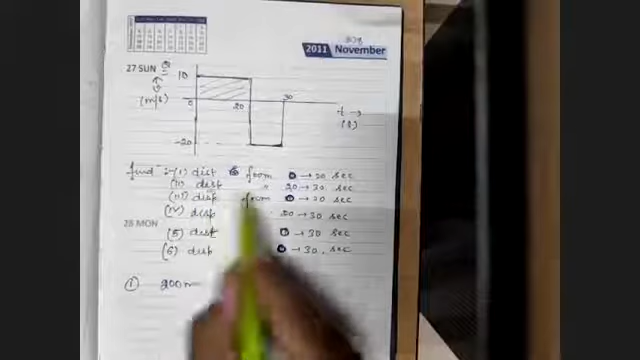 2011 November
27 SUN
10
(m/s)
0
20
30
t →
(s)
-20
find :- (i) dist from 0 → 20 sec
(ii) dist " 20 → 30 sec
(iii) disp from 0 → 20 sec
(iv) disp " 20 → 30 sec
28 MON
(5) dist 0 → 30 sec
(6) disp 0 → 30 sec
① 200m